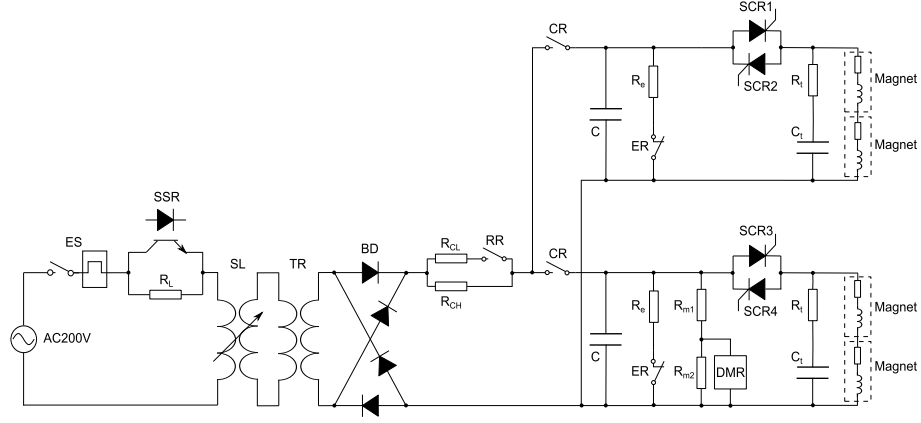 SCR1
CR
Re
SCR2
Rt
Magnet
C
ER
Ct
Magnet
SSR
ES
RL
SL
TR
BD
RCL
RR
RCH
CR
SCR3
AC200V
Re
Rm1
SCR4
Rt
Magnet
C
ER
Rm2
DMR
Ct
Magnet